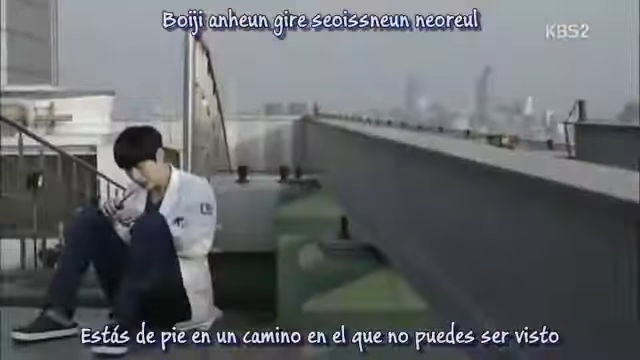 Boiji anheun gire seoissneun neoreul
KBS2
Estás de pie en un camino en el que no puedes ser visto